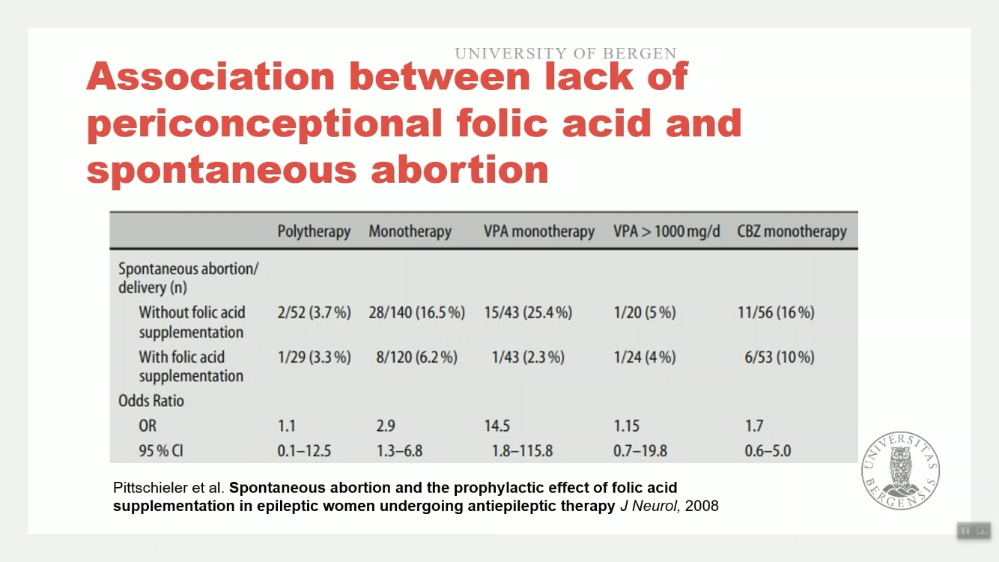 UNIVERSITY OF BERGEN
Association between lack of
periconceptional folic acid and
spontaneous abortion
Polytherapy Monotherapy VPA monotherapy VPA > 1000 mg/d CBZ monotherapy
Spontaneous abortion/
delivery (n)
Without folic acid 2/52 (3.7 %) 28/140 (16.5 %) 15/43 (25.4 %) 1/20 (5 %) 11/56 (16 %)
supplementation
With folic acid 1/29 (3.3 %) 8/120 (6.2 %) 1/43 (2.3 %) 1/24 (4 %) 6/53 (10 %)
supplementation
Odds Ratio
OR 1.1 2.9 14.5 1.15 1.7
95 % CI 0.1–12.5 1.3–6.8 1.8–115.8 0.7–19.8 0.6–5.0
Pittschieler et al. Spontaneous abortion and the prophylactic effect of folic acid
supplementation in epileptic women undergoing antiepileptic therapy J Neurol, 2008
UNIVERSITAS
BERGENSIS